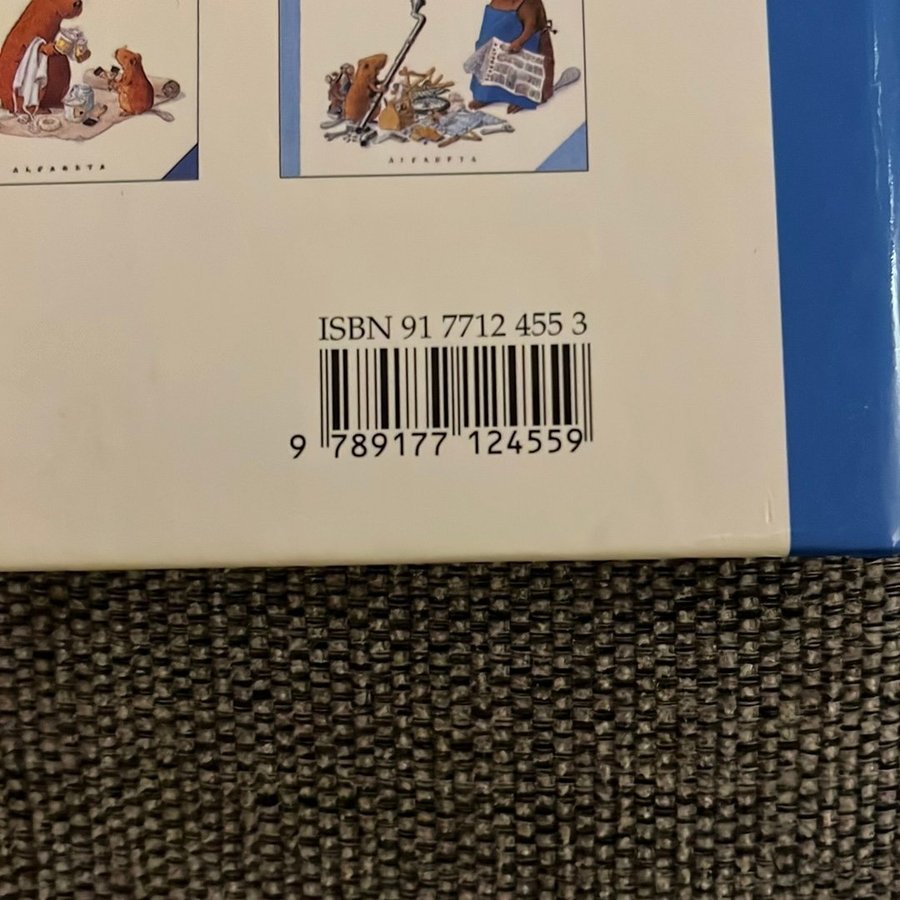 ALFABETA
ALFABETA
ISBN 91 7712 455 3
9 789177 124559